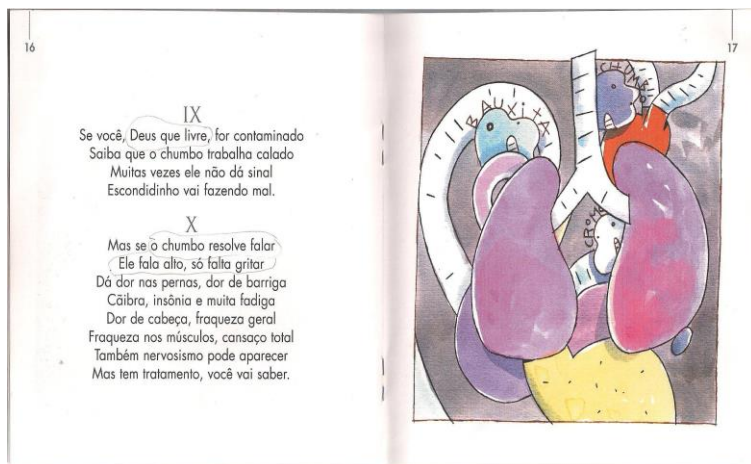 16
IX
Se você, Deus que livre, for contaminado
Saiba que o chumbo trabalha calado
Muitas vezes ele não dá sinal
Escondidinho vai fazendo mal.
X
Mas se o chumbo resolve falar
Ele fala alto, só falta gritar
Dá dor nas pernas, dor de barriga
Cãibra, insônia e muita fadiga
Dor de cabeça, fraqueza geral
Fraqueza nos músculos, cansaço total
Também nervosismo pode aparecer
Mas tem tratamento, você vai saber.
17
CHUMBO
BAUXITA
CROMO